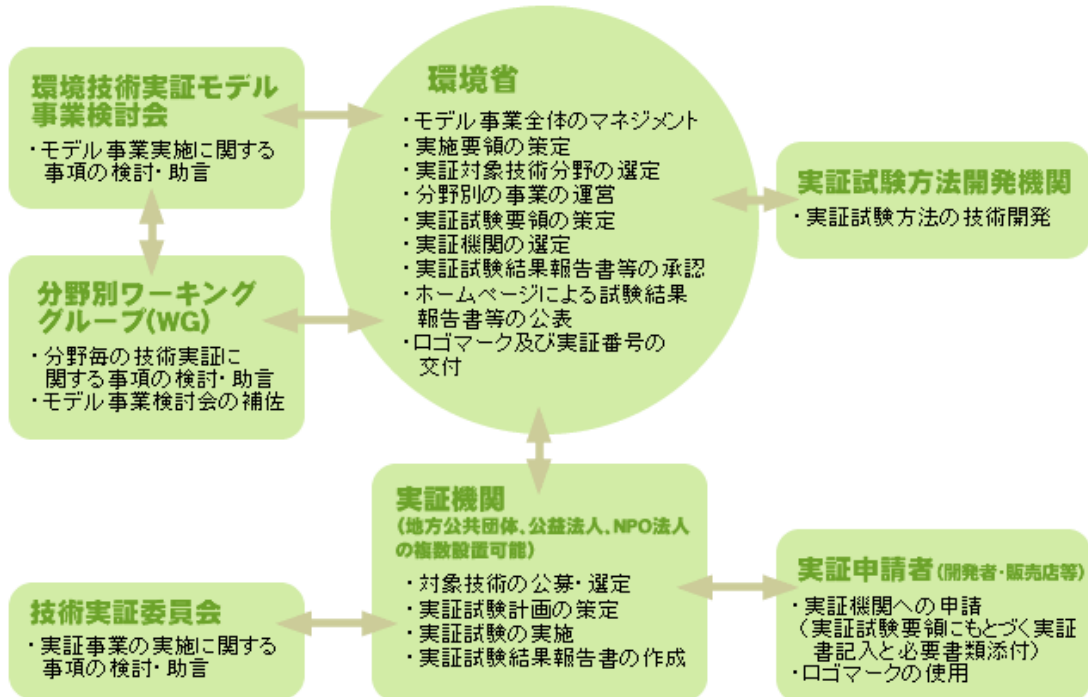 環境技術実証モデル
事業検討会
・モデル事業実施に関する
事項の検討・助言
分野別ワーキング
グループ(WG)
・分野毎の技術実証に
関する事項の検討・助言
・モデル事業検討会の補佐
環境省
・モデル事業全体のマネジメント
・実施要領の策定
・実証対象技術分野の選定
・分野別の事業の運営
・実証試験要領の策定
・実証機関の選定
・実証試験結果報告書等の承認
・ホームページによる試験結果
報告書等の公表
・ロゴマーク及び実証番号の
交付
実証試験方法開発機関
・実証試験方法の技術開発
実証機関
(地方公共団体、公益法人、NPO法人
の複数設置可能)
・対象技術の公募・選定
・実証試験計画の策定
・実証試験の実施
・実証試験結果報告書の作成
技術実証委員会
・実証事業の実施に関する
事項の検討・助言
実証申請者(開発者・販売店等)
・実証機関への申請
(実証試験要領にもとづく実証
書記入と必要書類添付)
・ロゴマークの使用